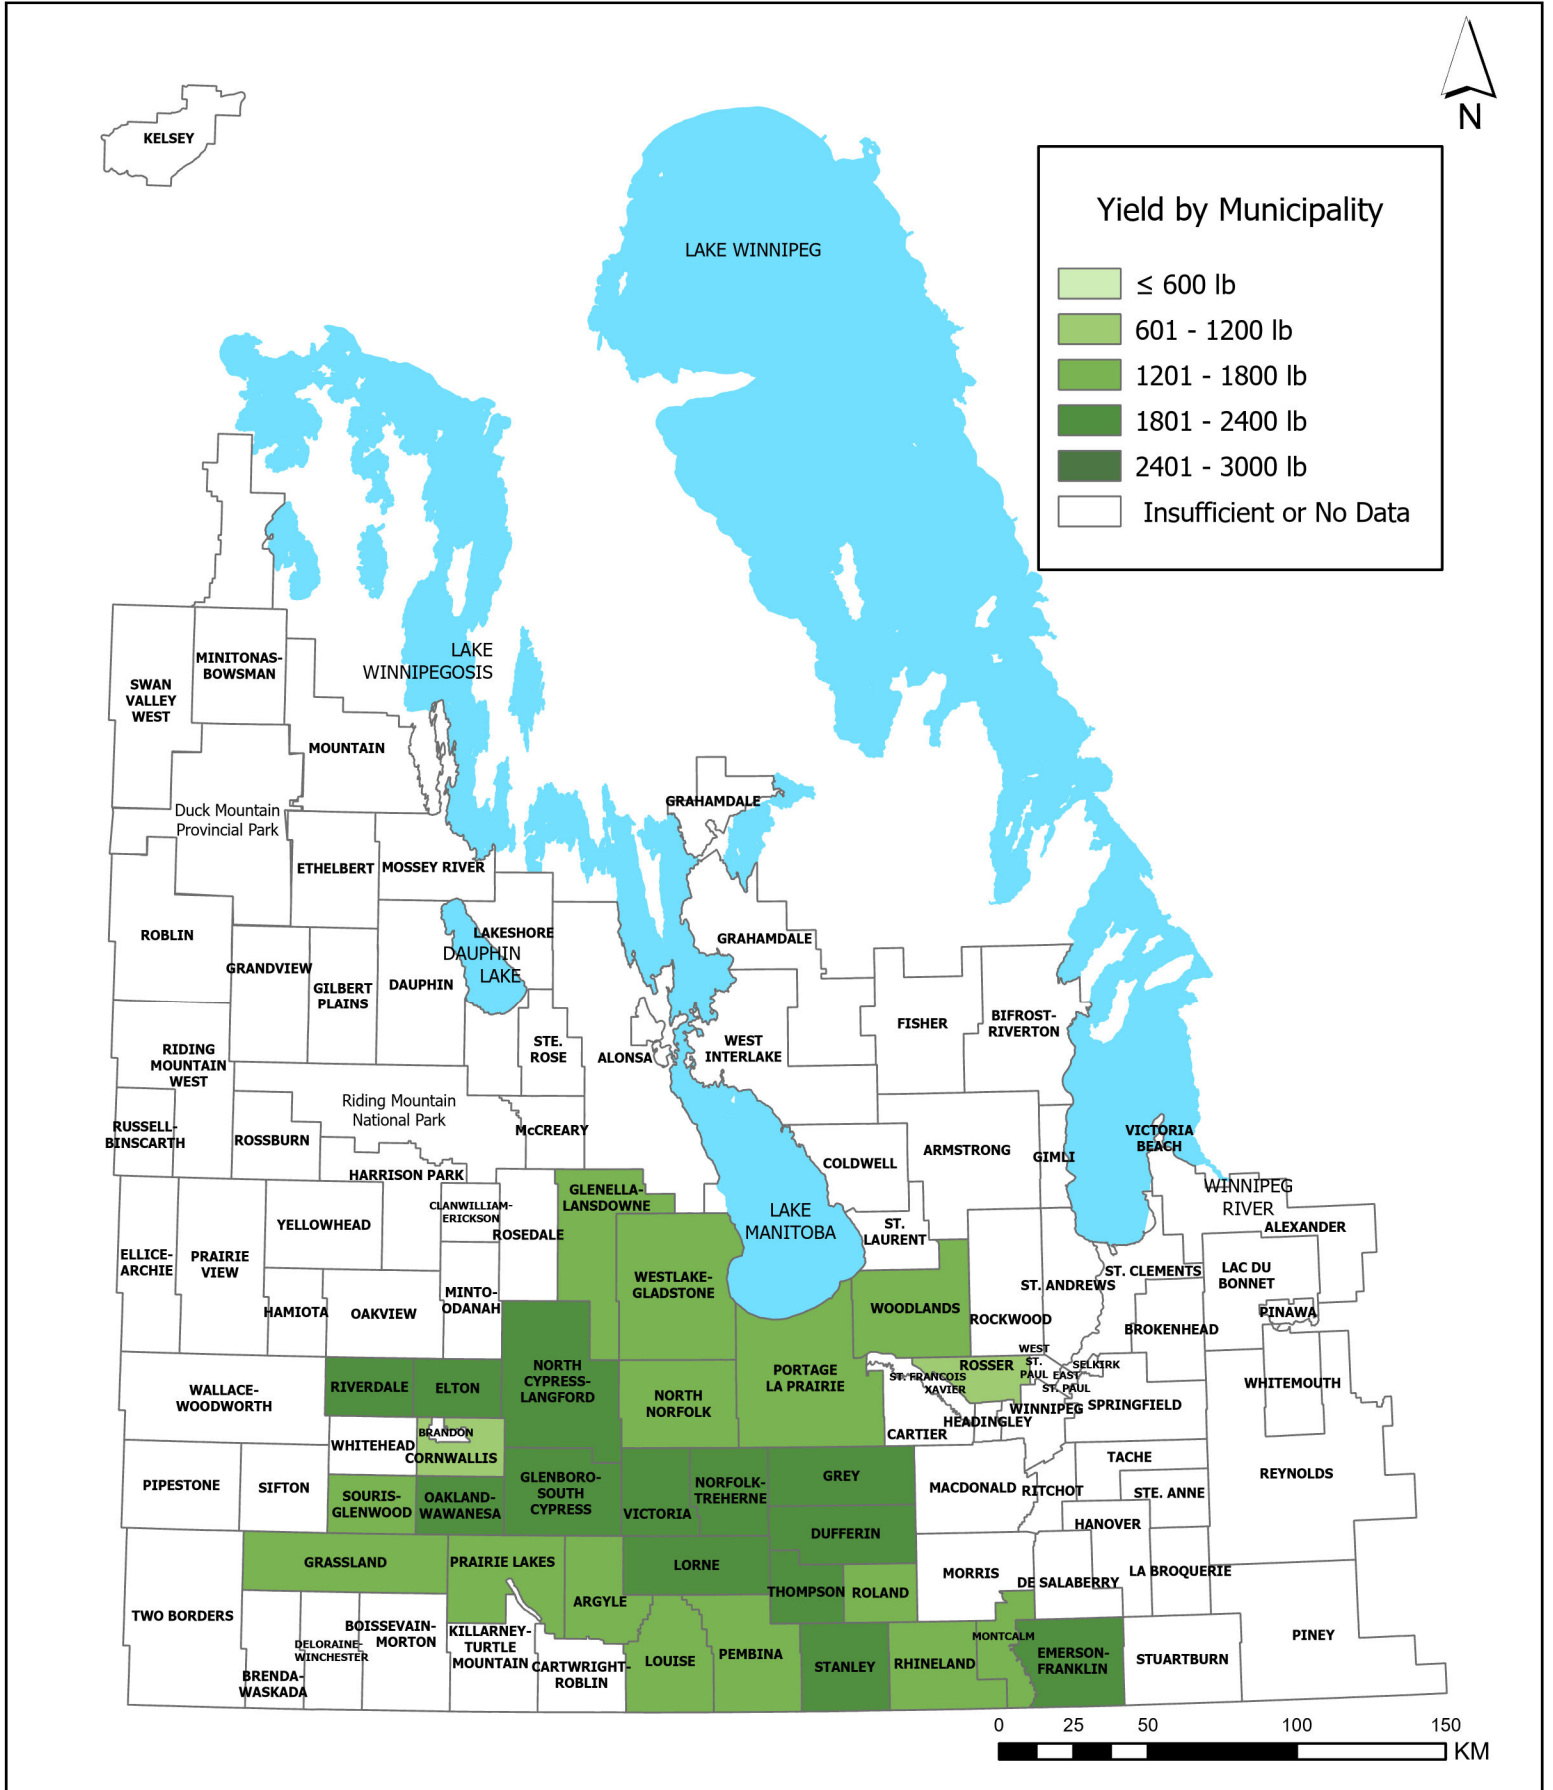 N
KELSEY
Yield by Municipality
≤ 600 lb
601 - 1200 lb
1201 - 1800 lb
1801 - 2400 lb
2401 - 3000 lb
Insufficient or No Data
LAKE WINNIPEG
LAKE
WINNIPEGOSIS
MINITONAS-
BOWSMAN
SWAN
VALLEY
WEST
MOUNTAIN
Duck Mountain
Provincial Park
GRAHAMDALE
ETHELBERT
MOSSEY RIVER
ROBLIN
LAKESHORE
DAUPHIN
LAKE
GRAHAMDALE
GRANDVIEW
GILBERT
PLAINS
DAUPHIN
FISHER
BIFROST-
RIVERTON
STE.
ROSE
ALONSA
WEST
INTERLAKE
RIDING
MOUNTAIN
WEST
Riding Mountain
National Park
RUSSELL-
BINSCARTH
ROSSBURN
McCREARY
HARRISON PARK
COLDWELL
ARMSTRONG
GIMLI
VICTORIA
BEACH
WINNIPEG
RIVER
ALEXANDER
CLANWILLIAM-
ERICKSON
GLENELLA-
LANSDOWNE
ROSEDALE
YELLOWHEAD
LAKE
MANITOBA
ST.
LAURENT
ELLICE-
ARCHIE
PRAIRIE
VIEW
WESTLAKE-
GLADSTONE
ST. CLEMENTS
LAC DU
BONNET
ST. ANDREWS
MINTO-
ODANAH
HAMIOTA
OAKVIEW
WOODLANDS
ROCKWOOD
PINAWA
BROKENHEAD
WEST
ST.
PAUL
SELKIRK
EAST
ST. PAUL
ROSSER
ST. FRANCOIS
XAVIER
NORTH
CYPRESS-
LANGFORD
PORTAGE
LA PRAIRIE
RIVERDALE
ELTON
WALLACE-
WOODWORTH
NORTH
NORFOLK
WHITEMOUTH
WINNIPEG
SPRINGFIELD
HEADINGLEY
CARTIER
BRANDON
WHITEHEAD
CORNWALLIS
TACHE
PIPESTONE
SIFTON
SOURIS-
GLENWOOD
OAKLAND-
WAWANESA
GLENBORO-
SOUTH
CYPRESS
VICTORIA
NORFOLK-
TREHERNE
GREY
MACDONALD
RITCHOT
STE. ANNE
REYNOLDS
HANOVER
DUFFERIN
GRASSLAND
PRAIRIE LAKES
LORNE
MORRIS
DE SALABERRY
LA BROQUERIE
THOMPSON
ROLAND
ARGYLE
TWO BORDERS
BOISSEVAIN-
MORTON
DELORAINE-
WINCHESTER
BRENDA-
WASKADA
KILLARNEY-
TURTLE
MOUNTAIN
CARTWRIGHT-
ROBLIN
LOUISE
PEMBINA
STANLEY
RHINELAND
MONTCALM
EMERSON-
FRANKLIN
STUARTBURN
PINEY
0 25 50 100 150
KM